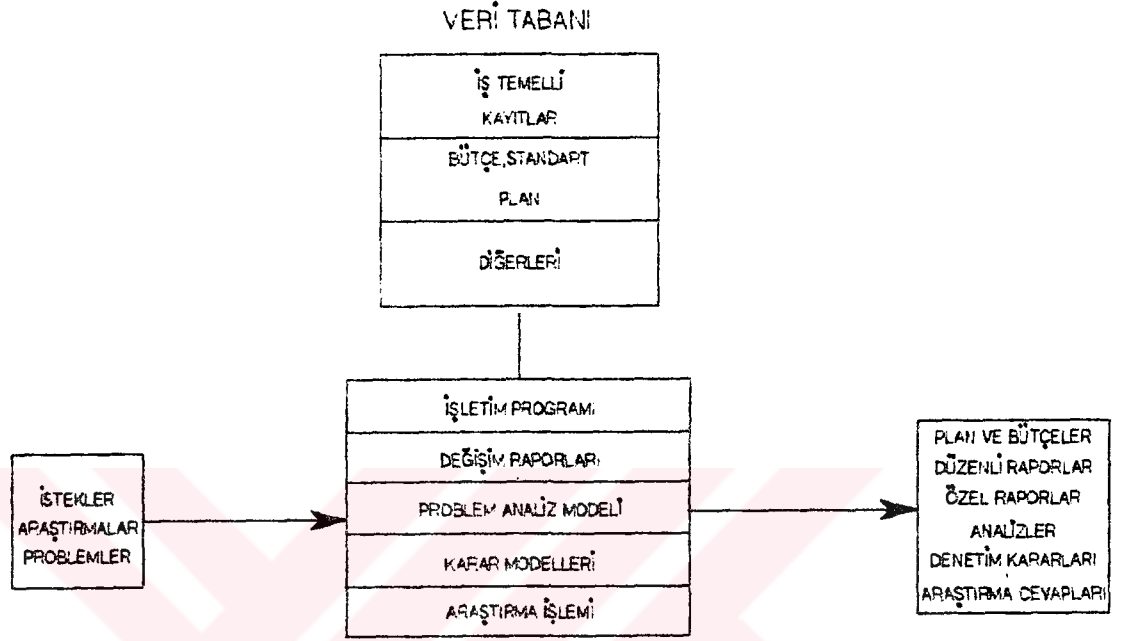 VERİ TABANI
İŞ TEMELLİ
KAYITLAR
BÜTÇE,STANDART
PLAN
DİĞERLERİ
İŞLETİM PROGRAMI
DEĞİŞİM RAPORLARI
PROBLEM ANALİZ MODELİ
KARAR MODELLERİ
ARAŞTIRMA İŞLEMİ
İSTEKLER
ARAŞTIRMALAR
PROBLEMLER
PLAN VE BÜTÇELER
DÜZENLİ RAPORLAR
ÖZEL RAPORLAR
ANALİZLER
DENETİM KARARLARI
ARAŞTIRMA CEVAPLARI